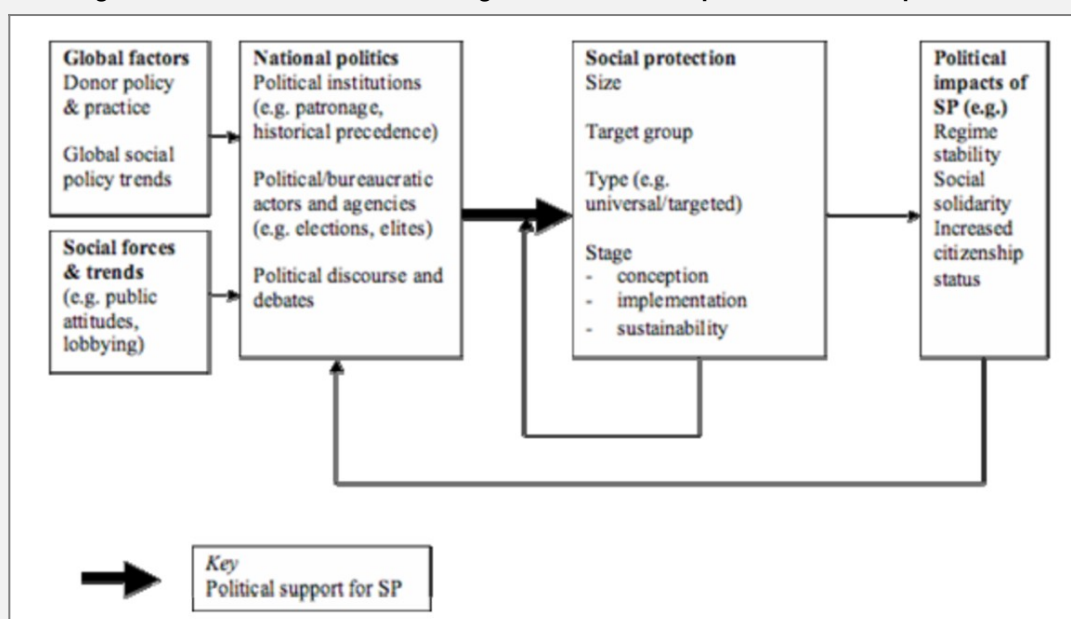 Global factors
Donor policy
& practice
Global social
policy trends
Social forces
& trends
(e.g. public
attitudes,
lobbying)
National politics
Political institutions
(e.g. patronage,
historical precedence)
Political/bureaucratic
actors and agencies
(e.g. elections, elites)
Political discourse and
debates
Social protection
Size
Target group
Type (e.g.
universal/targeted)
Stage
- conception
- implementation
- sustainability
Political
impacts of
SP (e.g.)
Regime
stability
Social
solidarity
Increased
citizenship
status
Key
Political support for SP